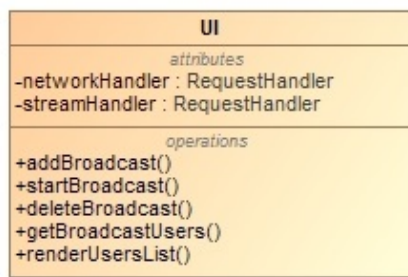 UI
attributes
-networkHandler : RequestHandler
-streamHandler : RequestHandler
operations
+addBroadcast()
+startBroadcast()
+deleteBroadcast()
+getBroadcastUsers()
+renderUsersList()